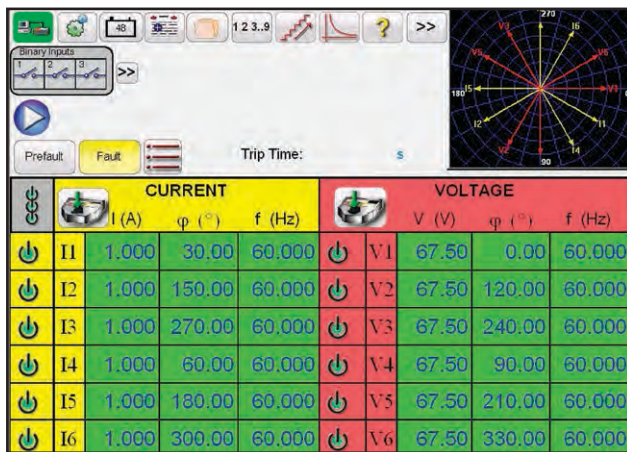 48 1 2 3..9 ? >>
Binary Inputs
1 2 3 >>
Prefault Fault Trip Time: s
270
V3 I6
V5 V6
180 I5 V1
I2 I1
V2 I4
90
CURRENT VOLTAGE
I (A) φ (°) f (Hz) V (V) φ (°) f (Hz)
I1 1.000 30.00 60.000 V1 67.50 0.00 60.000
I2 1.000 150.00 60.000 V2 67.50 120.00 60.000
I3 1.000 270.00 60.000 V3 67.50 240.00 60.000
I4 1.000 60.00 60.000 V4 67.50 90.00 60.000
I5 1.000 180.00 60.000 V5 67.50 210.00 60.000
I6 1.000 300.00 60.000 V6 67.50 330.00 60.000